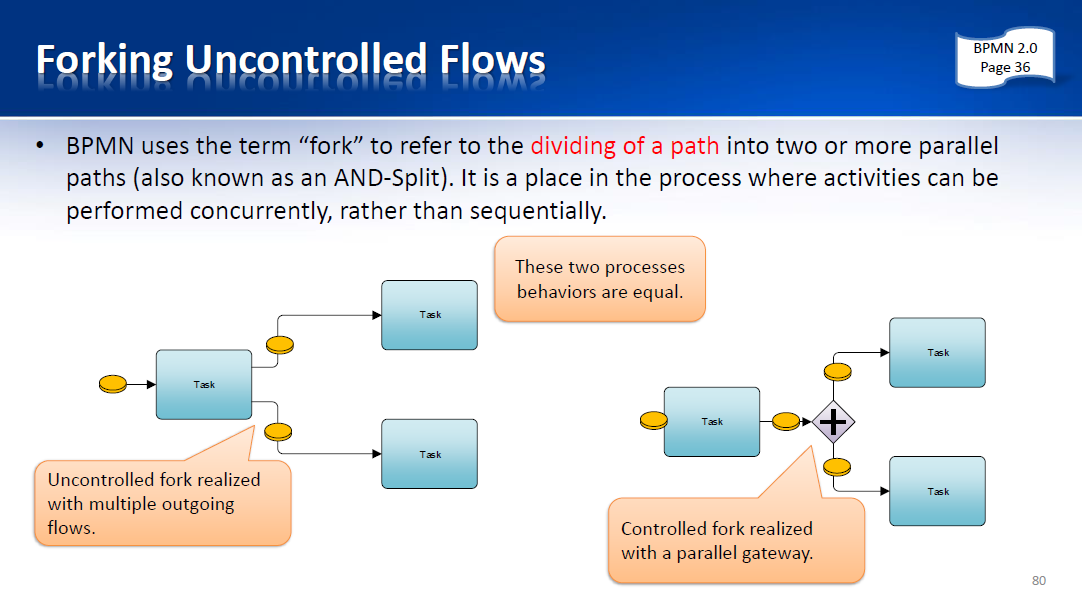 Forking Uncontrolled Flows
BPMN 2.0
Page 36
• BPMN uses the term “fork” to refer to the dividing of a path into two or more parallel
paths (also known as an AND-Split). It is a place in the process where activities can be
performed concurrently, rather than sequentially.
These two processes
behaviors are equal.
Task
Task
Task
Uncontrolled fork realized
with multiple outgoing
flows.
Task
Task
Task
Controlled fork realized
with a parallel gateway.
80